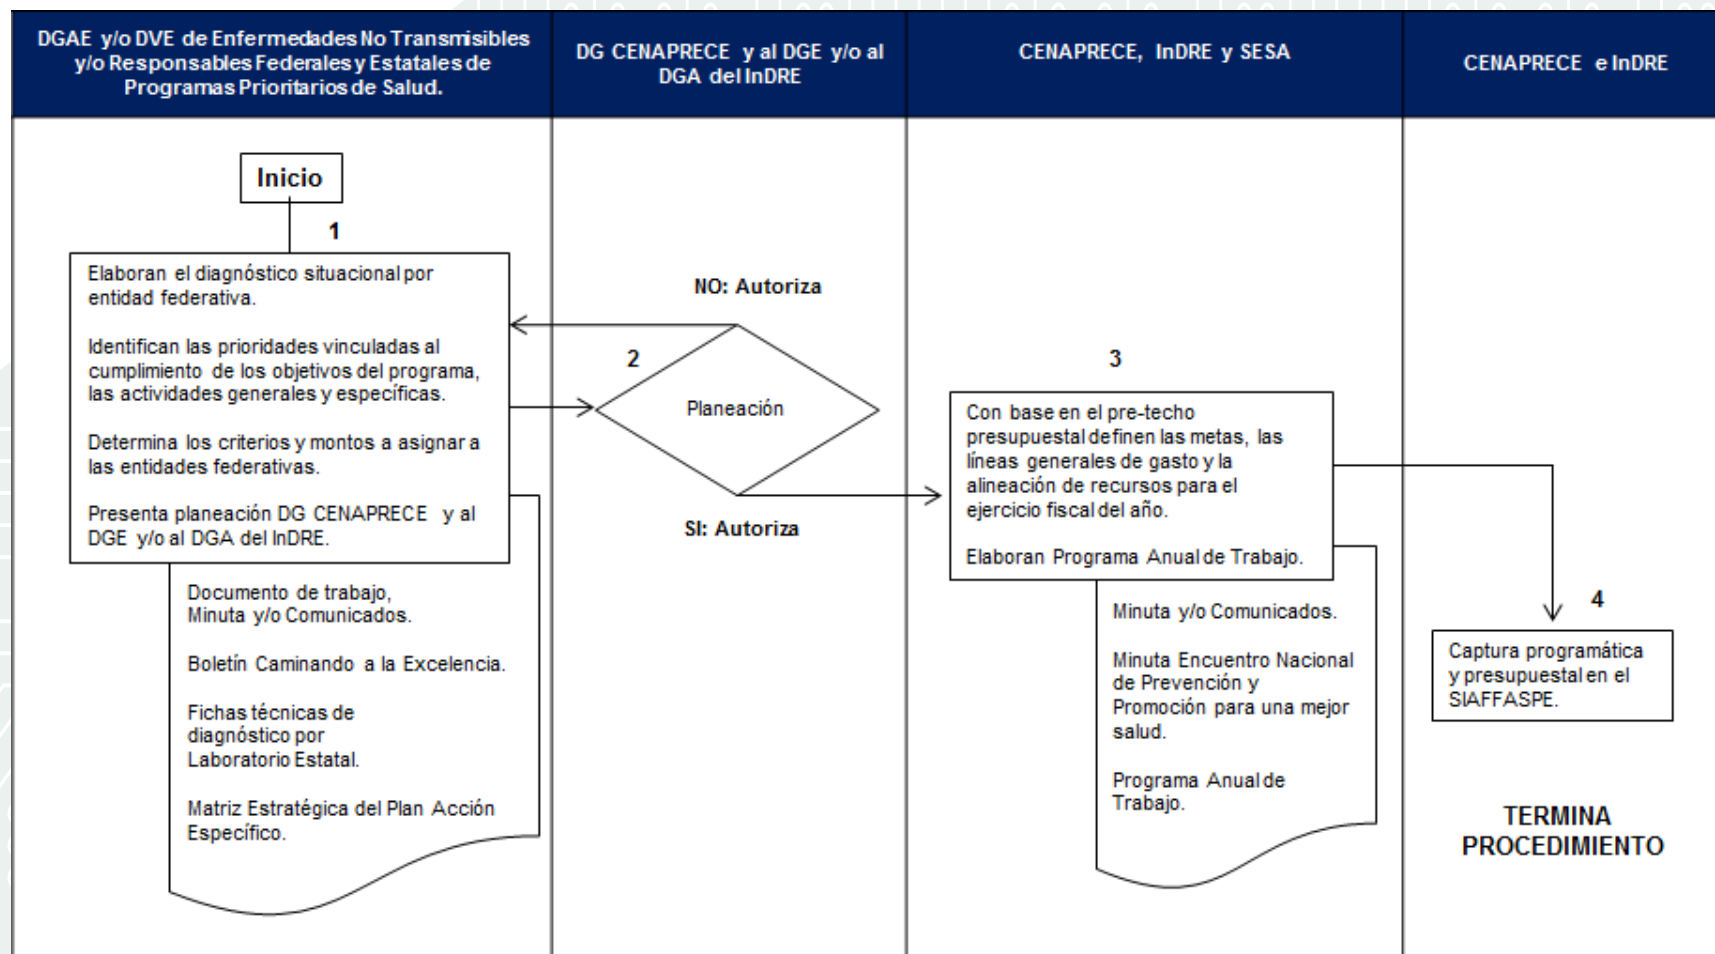 DGAE y/o DVE de Enfermedades No Transmisibles
y/o Responsables Federales y Estatales de
Programas Prioritarios de Salud.
DG CENAPRECE y al DGE y/o al
DGA del InDRE
CENAPRECE, InDRE y SESA
CENAPRECE e InDRE
Inicio
1
Elaboran el diagnóstico situacional por
entidad federativa.
Identifican las prioridades vinculadas al
cumplimiento de los objetivos del programa,
las actividades generales y específicas.
Determina los criterios y montos a asignar a
las entidades federativas.
Presenta planeación DG CENAPRECE y al
DGE y/o al DGA del InDRE.
Documento de trabajo,
Minuta y/o Comunicados.
Boletín Caminando a la Excelencia.
Fichas técnicas de
diagnóstico por
Laboratorio Estatal.
Matriz Estratégica del Plan Acción
Específico.
NO: Autoriza
2
Planeación
SI: Autoriza
3
Con base en el pre-techo
presupuestal definen las metas, las
líneas generales de gasto y la
alineación de recursos para el
ejercicio fiscal del año.
Elaboran Programa Anual de Trabajo.
Minuta y/o Comunicados.
Minuta Encuentro Nacional
de Prevención y
Promoción para una mejor
salud.
Programa Anual de
Trabajo.
4
Captura programática
y presupuestal en el
SIAFFASPE.
TERMINA
PROCEDIMIENTO